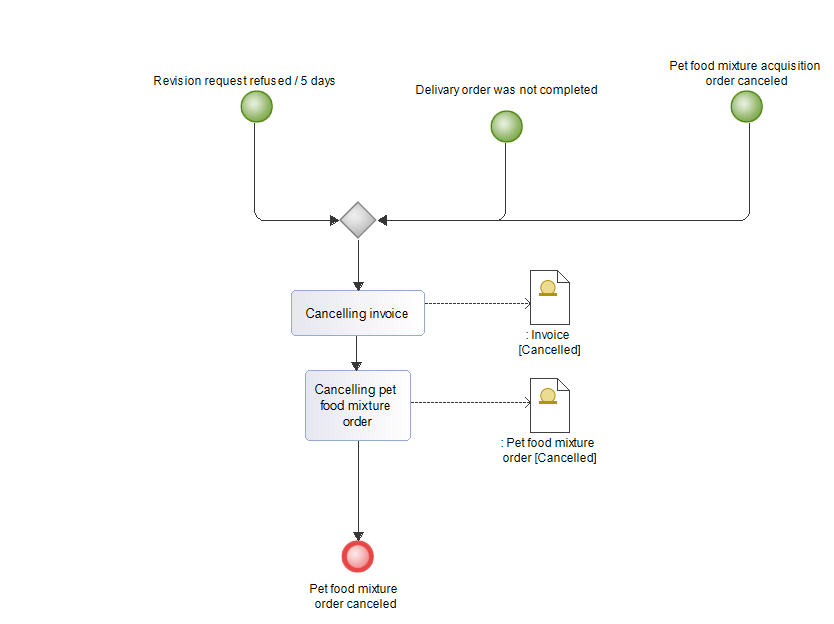 Pet food mixture acquisition
order canceled
Revision request refused / 5 days
Delivary order was not completed
Cancelling invoice
: Invoice
[Cancelled]
Cancelling pet
food mixture
order
: Pet food mixture
order [Cancelled]
Pet food mixture
order canceled